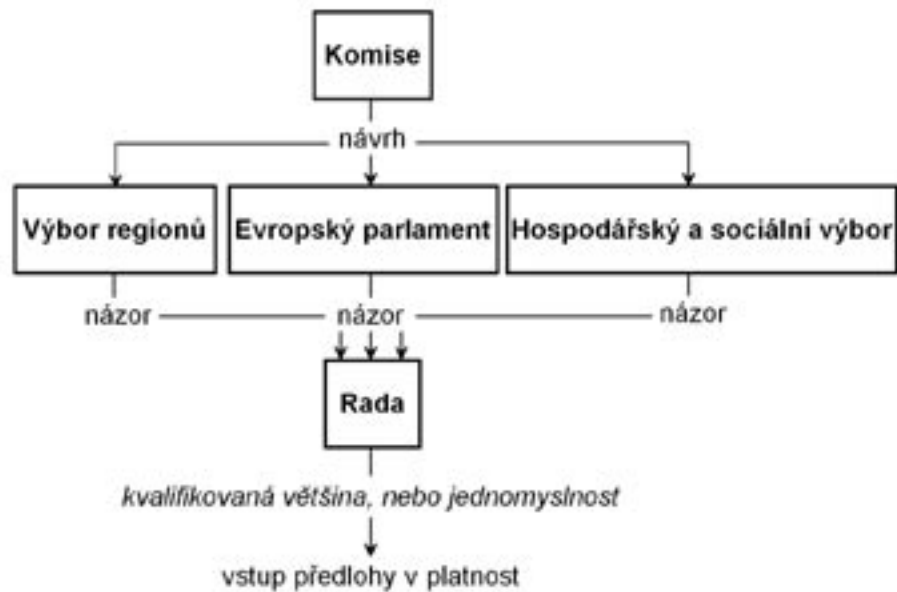 Komise
návrh
Výbor regionů
Evropský parlament
Hospodářský a sociální výbor
názor
názor
názor
Rada
kvalifikovaná většina, nebo jednomyslnost
vstup předlohy v platnost